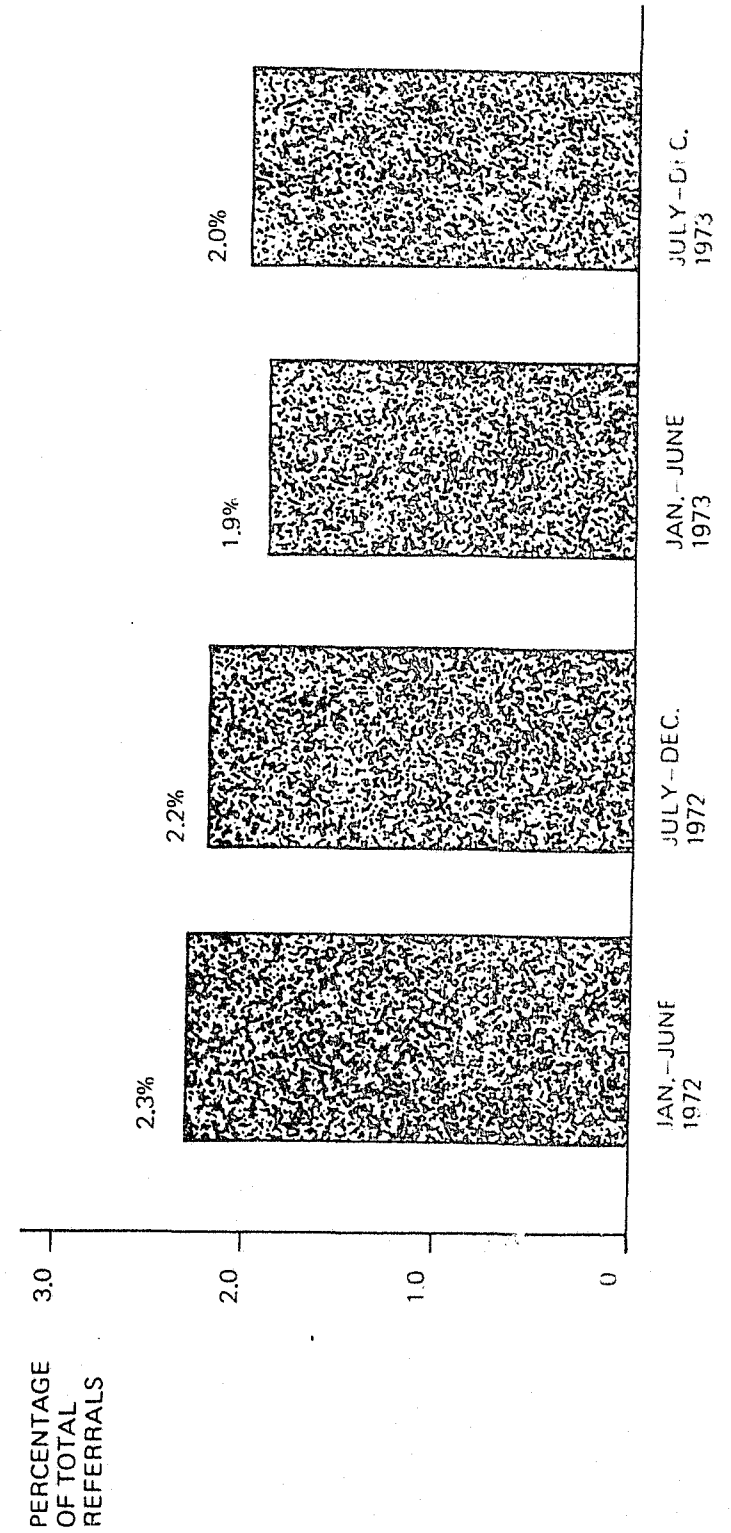 PERCENTAGE
OF TOTAL
REFERRALS
3.0
2.0
1.0
0
2.3%
2.2%
1.9%
2.0%
JAN.–JUNE
1972
JULY–DEC.
1972
JAN.–JUNE
1973
JULY–DEC.
1973